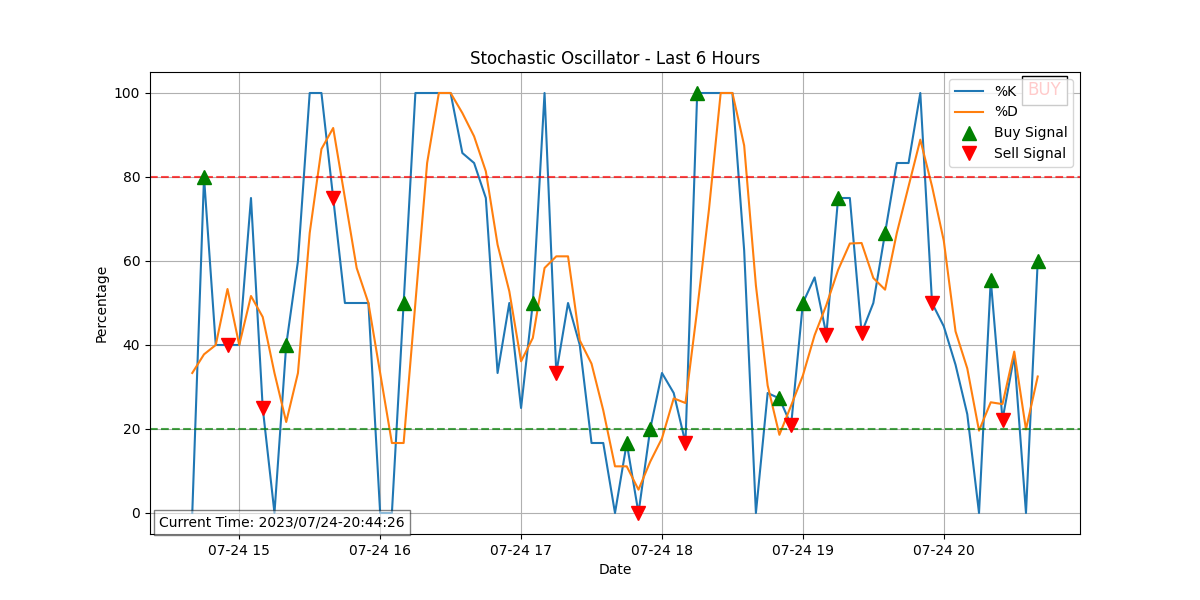 Stochastic Oscillator - Last 6 Hours
BUY
%K
%D
Buy Signal
Sell Signal
Percentage
100
80
60
40
20
0
Current Time: 2023/07/24-20:44:26
07-24 15
07-24 16
07-24 17
07-24 18
07-24 19
07-24 20
Date